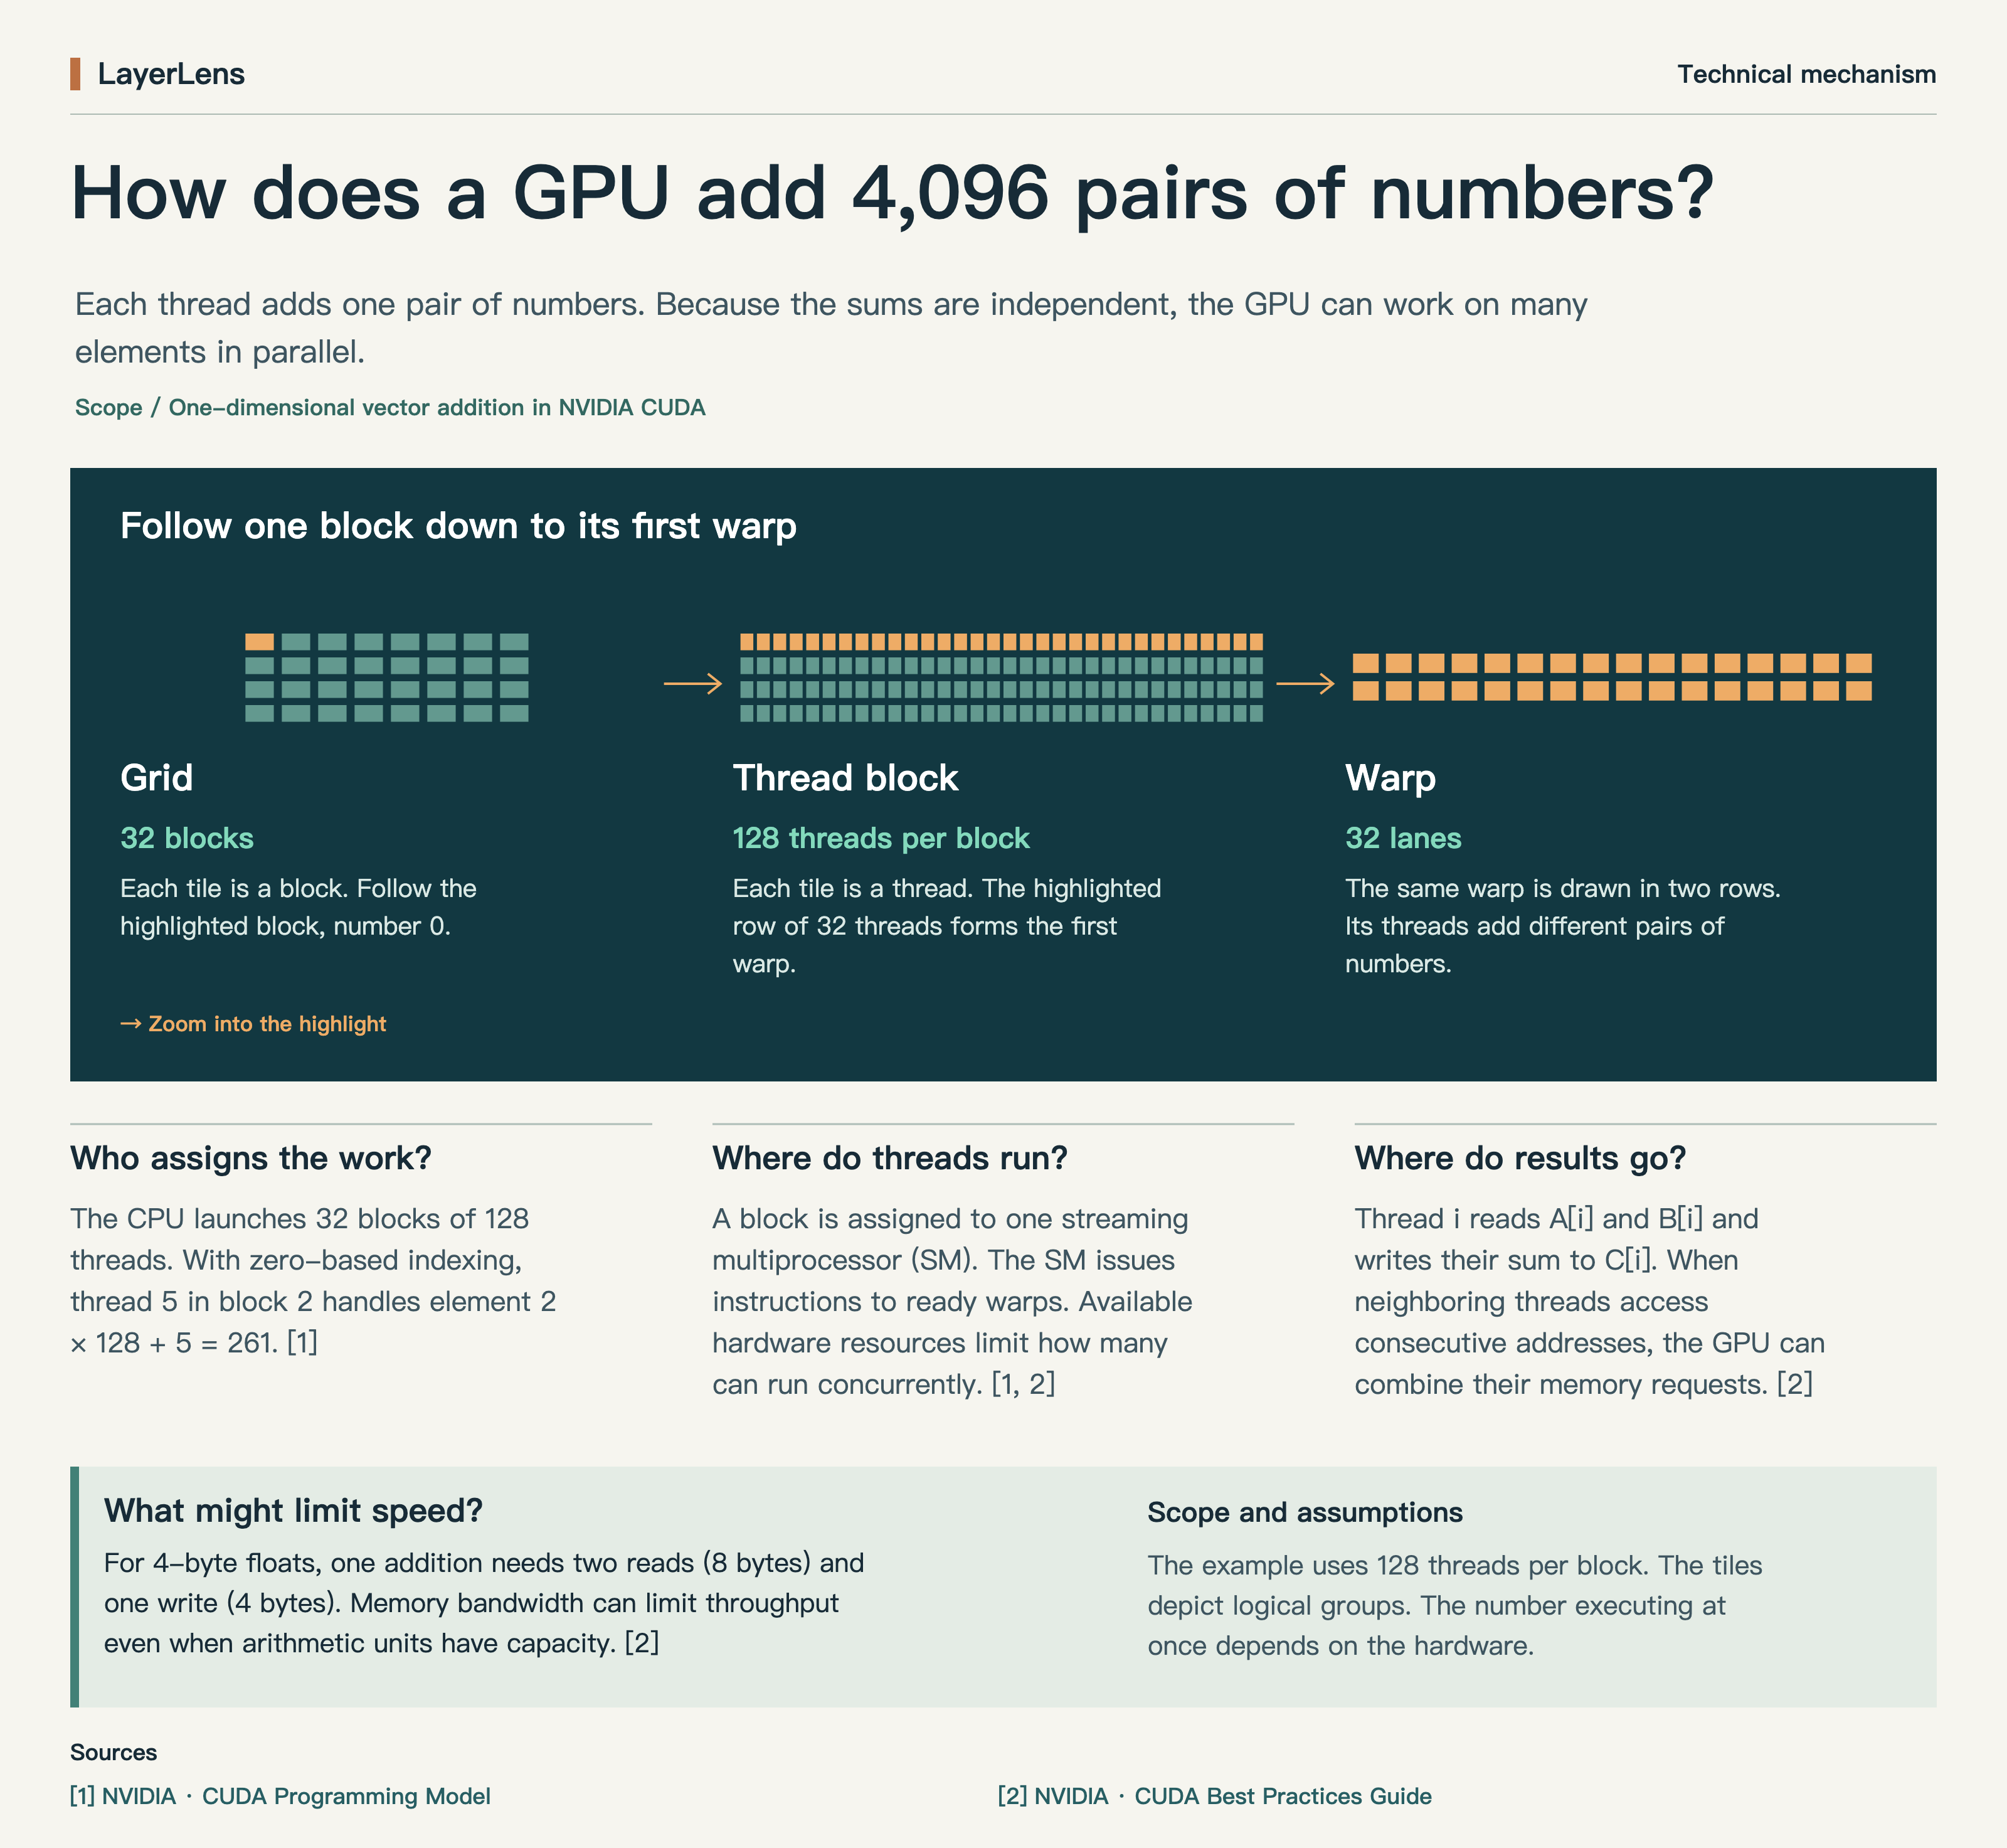 LayerLens
Technical mechanism
How does a GPU add 4,096 pairs of numbers?
Each thread adds one pair of numbers. Because the sums are independent, the GPU can work on many
elements in parallel.
Scope / One–dimensional vector addition in NVIDIA CUDA
Follow one block down to its first warp
Grid
32 blocks
Each tile is a block. Follow the
highlighted block, number 0.
→ Zoom into the highlight
Thread block
128 threads per block
Each tile is a thread. The highlighted
row of 32 threads forms the first
warp.
Warp
32 lanes
The same warp is drawn in two rows.
Its threads add different pairs of
numbers.
Who assigns the work?
The CPU launches 32 blocks of 128
threads. With zero–based indexing,
thread 5 in block 2 handles element 2
× 128 + 5 = 261. [1]
Where do threads run?
A block is assigned to one streaming
multiprocessor (SM). The SM issues
instructions to ready warps. Available
hardware resources limit how many
can run concurrently. [1, 2]
Where do results go?
Thread i reads A[i] and B[i] and
writes their sum to C[i]. When
neighboring threads access
consecutive addresses, the GPU can
combine their memory requests. [2]
What might limit speed?
For 4–byte floats, one addition needs two reads (8 bytes) and
one write (4 bytes). Memory bandwidth can limit throughput
even when arithmetic units have capacity. [2]
Scope and assumptions
The example uses 128 threads per block. The tiles
depict logical groups. The number executing at
once depends on the hardware.
Sources
[1] NVIDIA · CUDA Programming Model
[2] NVIDIA · CUDA Best Practices Guide